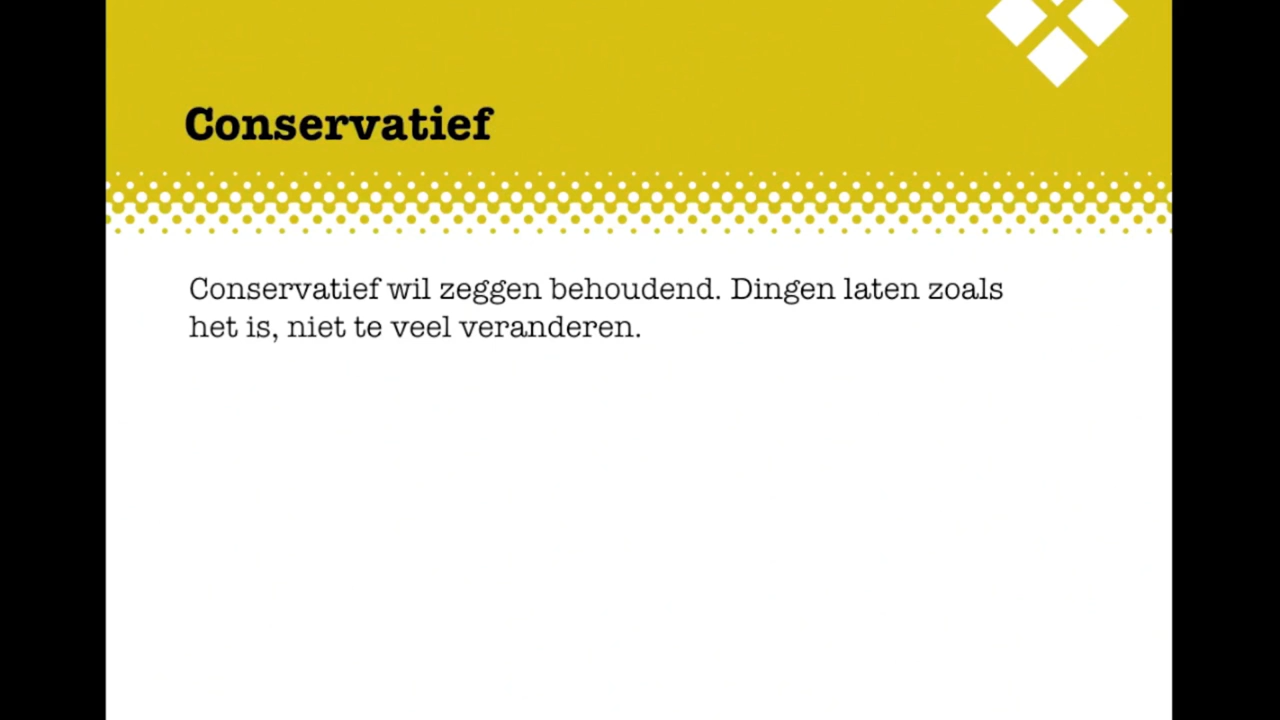 Conservatief
Conservatief wil zeggen behoudend. Dingen laten zoals
het is, niet te veel veranderen.